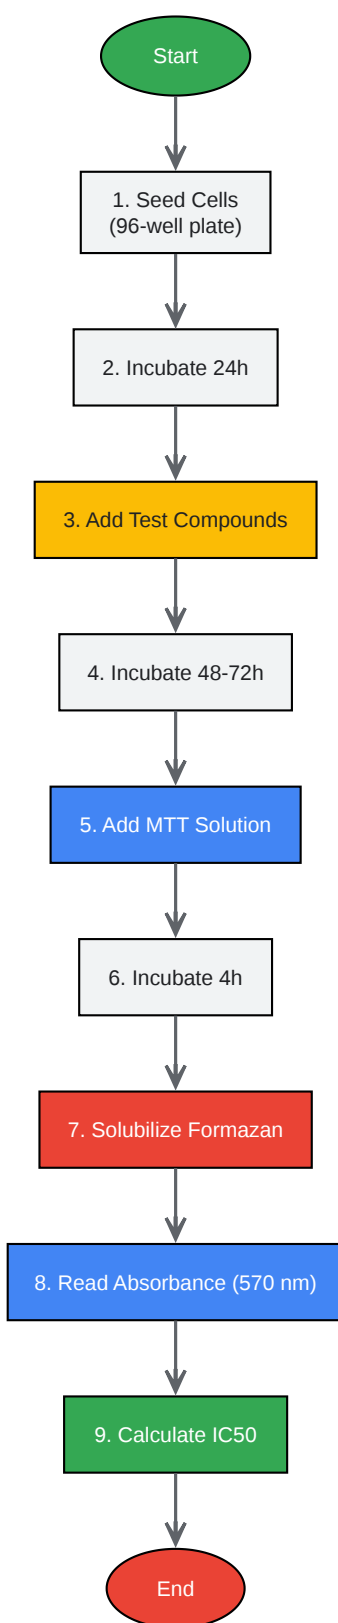 Start
1. Seed Cells
(96-well plate)
2. Incubate 24h
3. Add Test Compounds
4. Incubate 48-72h
5. Add MTT Solution
6. Incubate 4h
7. Solubilize Formazan
8. Read Absorbance (570 nm)
9. Calculate IC50
End